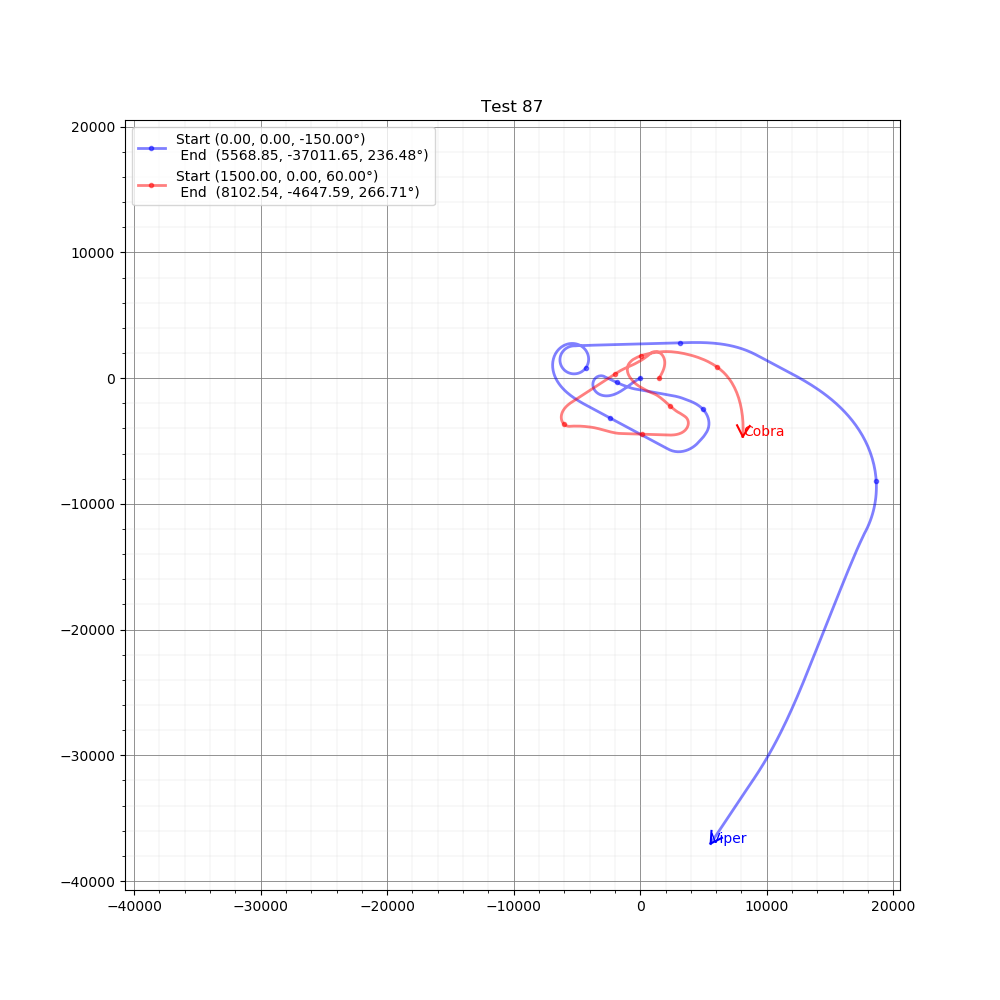 Test 87
Start (0.00, 0.00, -150.00°)
End (5568.85, -37011.65, 236.48°)
Start (1500.00, 0.00, 60.00°)
End (8102.54, -4647.59, 266.71°)
20000
10000
0
−10000
−20000
−30000
−40000
Cobra
Viper
−40000 −30000 −20000 −10000 0 10000 20000